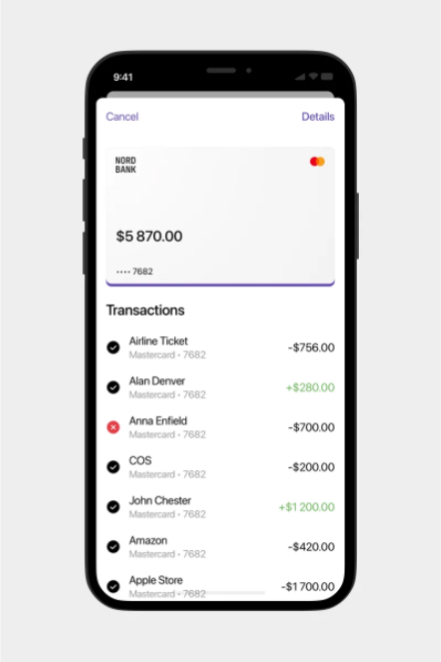 9:41
Cancel Details
NORD
BANK
$5 870.00
•••• 7682
Transactions
Airline Ticket -$756.00
Mastercard • 7682
Alan Denver +$280.00
Mastercard • 7682
Anna Enfield -$700.00
Mastercard • 7682
COS -$200.00
Mastercard • 7682
John Chester +$1 200.00
Mastercard • 7682
Amazon -$420.00
Mastercard • 7682
Apple Store -$1 700.00
Mastercard • 7682